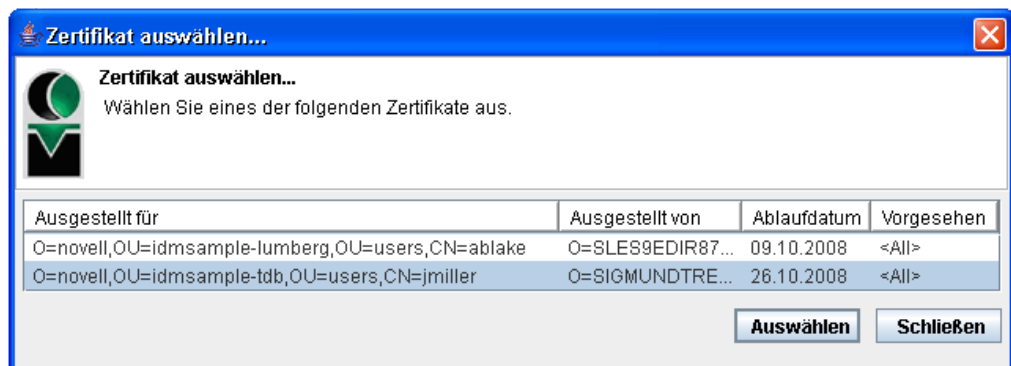 Zertifikat auswählen...
Zertifikat auswählen...
Wählen Sie eines der folgenden Zertifikate aus.
Ausgestellt für Ausgestellt von Ablaufdatum Vorgesehen
O=novell,OU=idmsample-lumberg,OU=users,CN=ablake O=SLES9EDIR87... 09.10.2008 <All>
O=novell,OU=idmsample-tdb,OU=users,CN=jmiller O=SIGMUNDTRE... 26.10.2008 <All>
Auswählen Schließen